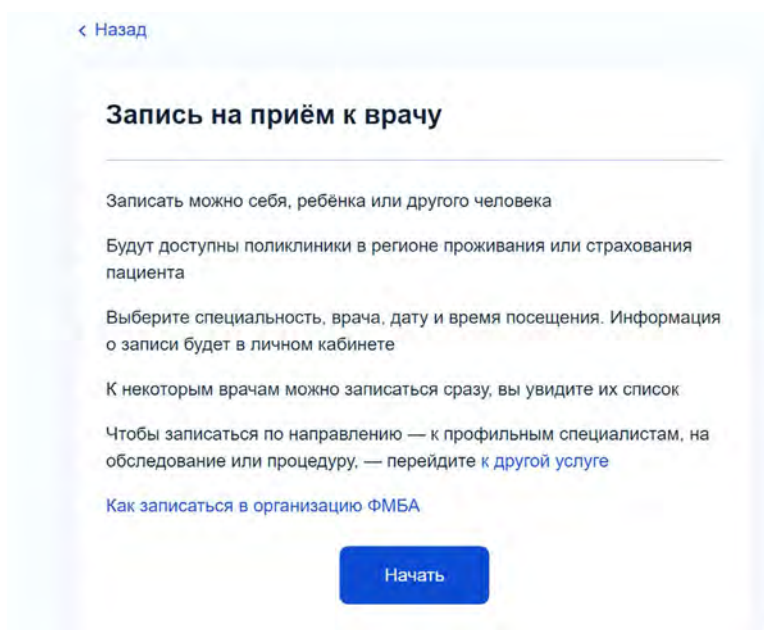 Назад
Запись на приём к врачу
Записать можно себя, ребёнка или другого человека
Будут доступны поликлиники в регионе проживания или страхования
пациента
Выберите специальность, врача, дату и время посещения. Информация
о записи будет в личном кабинете
К некоторым врачам можно записаться сразу, вы увидите их список
Чтобы записаться по направлению — к профильным специалистам, на
обследование или процедуру, — перейдите к другой услуге
Как записаться в организацию ФМБА
Начать